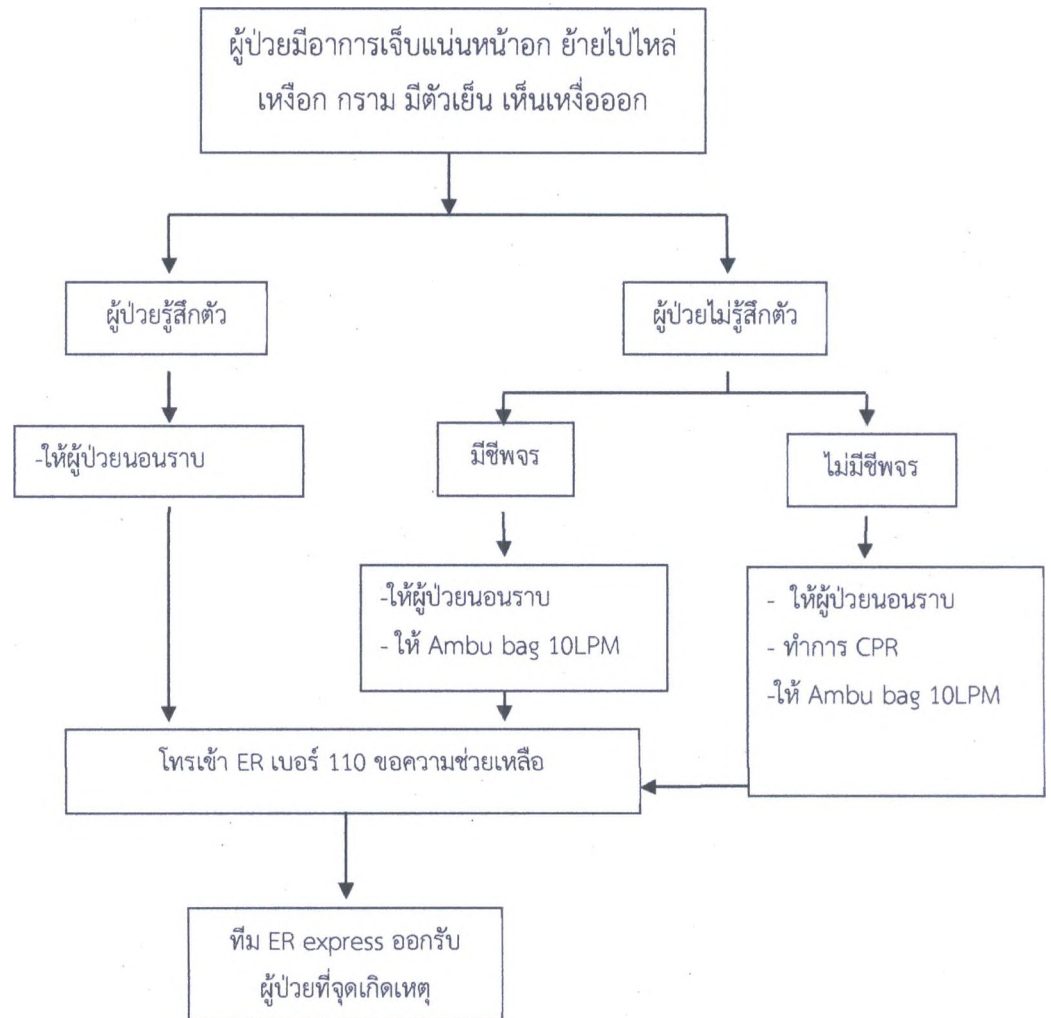 ผู้ป่วยมีอาการเจ็บแน่นหน้าอก ย้ายไปไหล่
เหงือก กราม มีตัวเย็น เห็นเหงื่อออก
ผู้ป่วยรู้สึกตัว
ผู้ป่วยไม่รู้สึกตัว
-ให้ผู้ป่วยนอนราบ
มีชีพจร
ไม่มีชีพจร
-ให้ผู้ป่วยนอนราบ
- ให้ Ambu bag 10LPM
- ให้ผู้ป่วยนอนราบ
- ทำการ CPR
-ให้ Ambu bag 10LPM
โทรเข้า ER เบอร์ 110 ขอความช่วยเหลือ
ทีม ER express ออกรับ
ผู้ป่วยที่จุดเกิดเหตุ